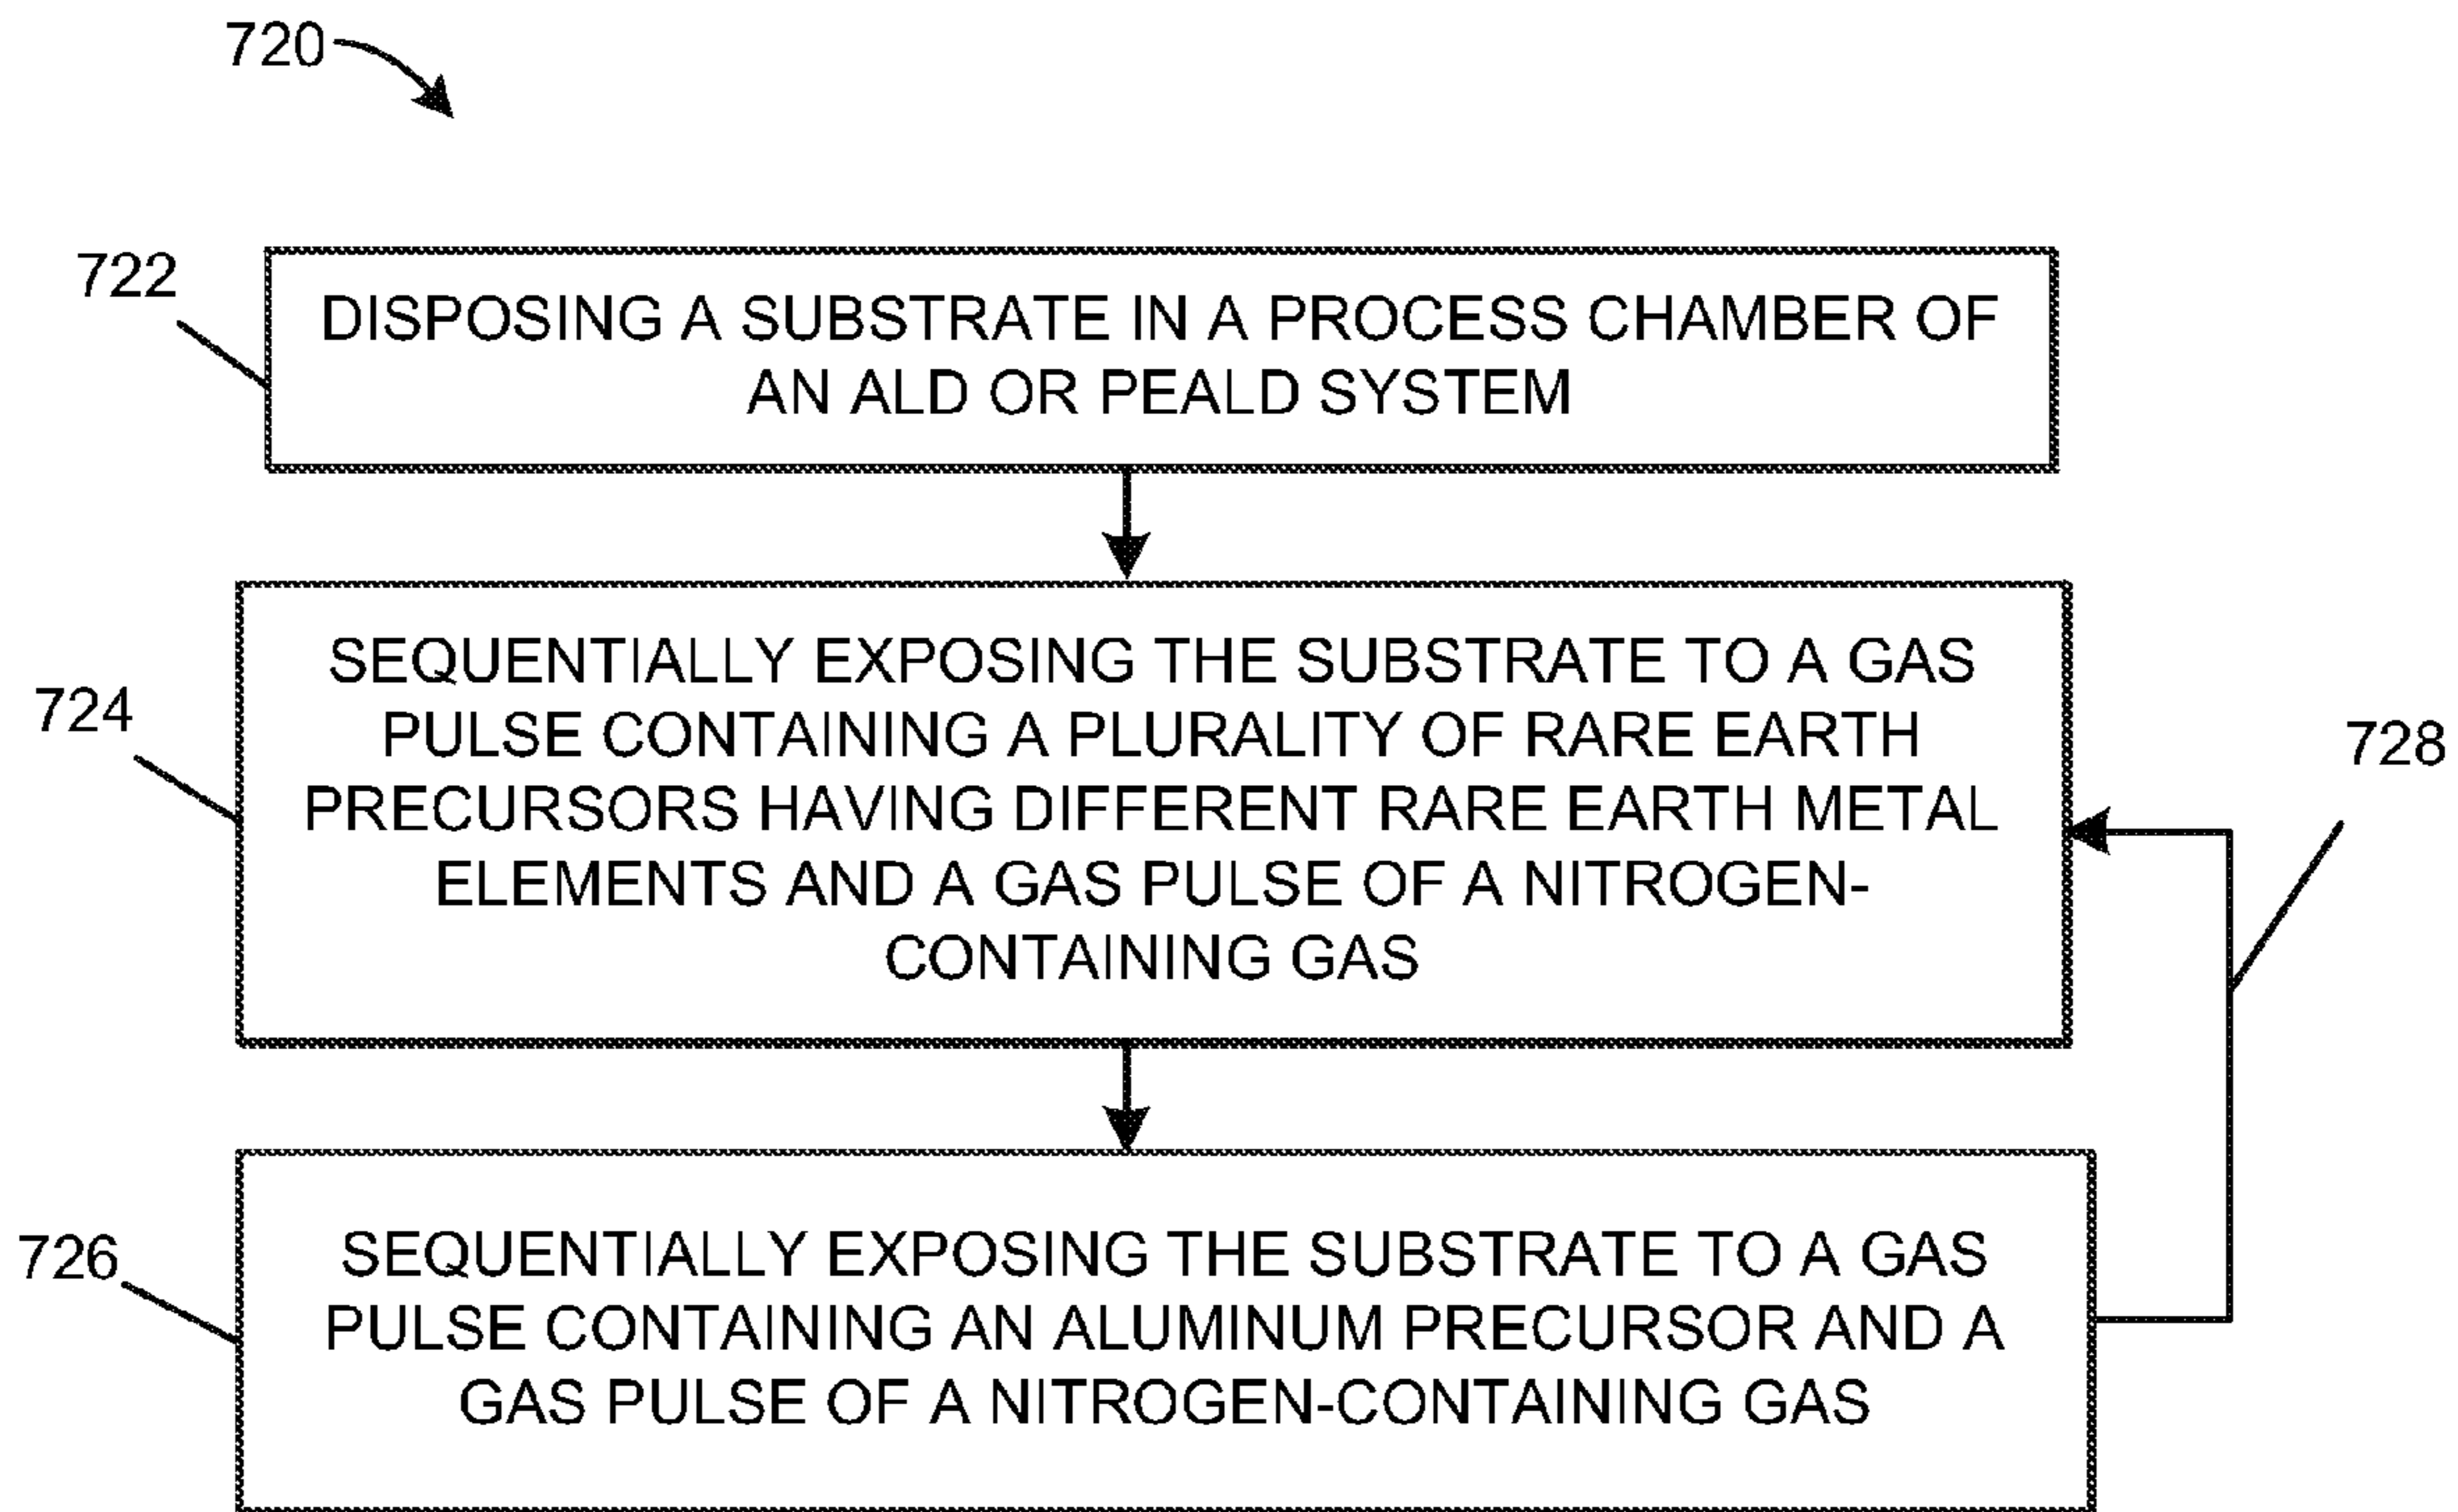 720
722
DISPOSING A SUBSTRATE IN A PROCESS CHAMBER OF
AN ALD OR PEALD SYSTEM
724
SEQUENTIALLY EXPOSING THE SUBSTRATE TO A GAS
PULSE CONTAINING A PLURALITY OF RARE EARTH
PRECURSORS HAVING DIFFERENT RARE EARTH METAL
ELEMENTS AND A GAS PULSE OF A NITROGEN-
CONTAINING GAS
728
726
SEQUENTIALLY EXPOSING THE SUBSTRATE TO A GAS
PULSE CONTAINING AN ALUMINUM PRECURSOR AND A
GAS PULSE OF A NITROGEN-CONTAINING GAS